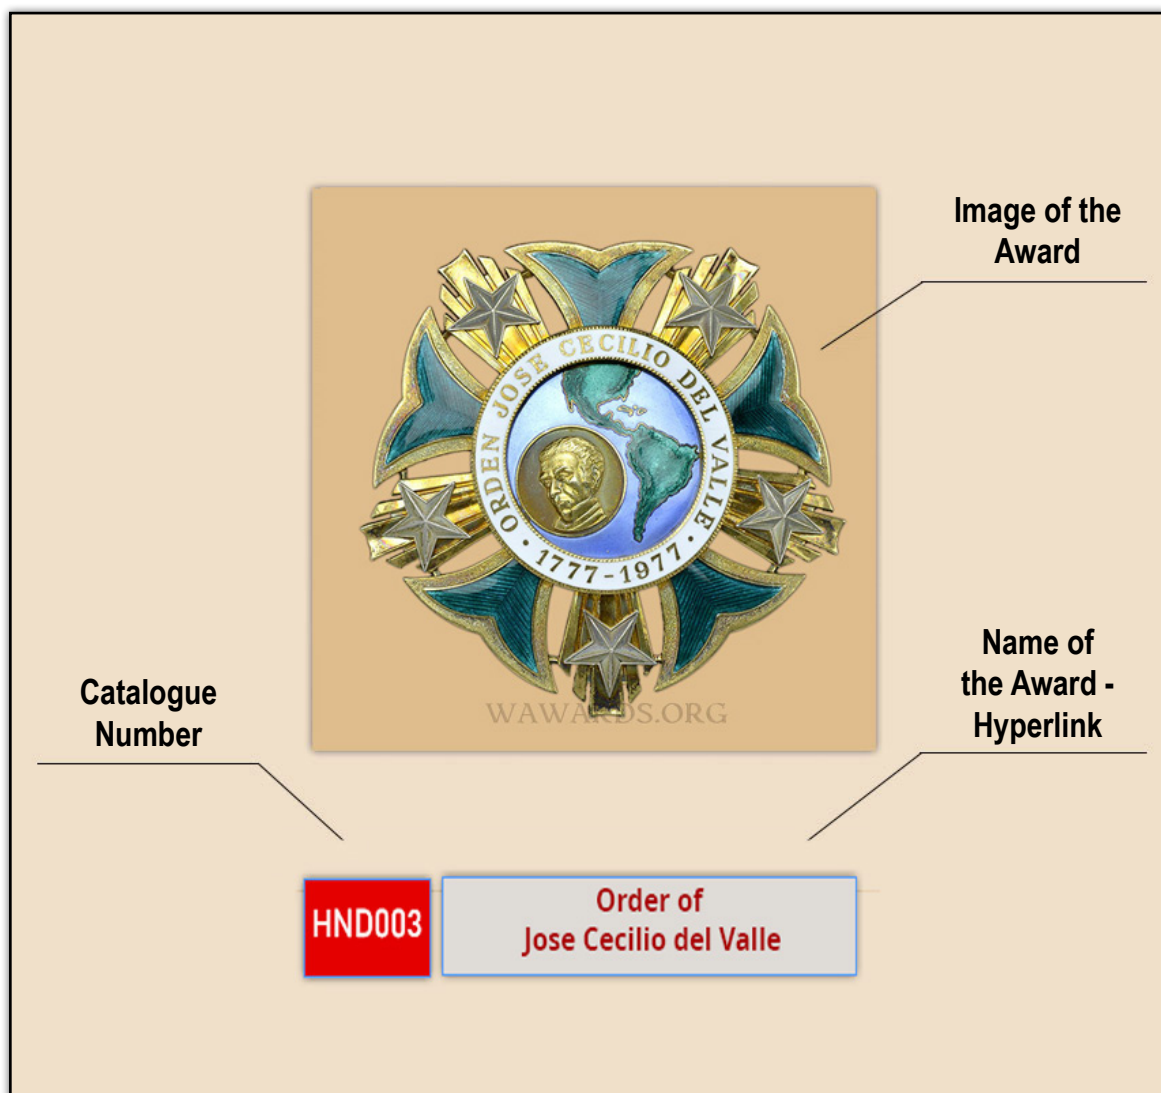 Image of the
Award
ORDEN JOSE CECILIO DEL VALLE
• 1777-1977 •
WAWARDS.ORG
Name of
the Award -
Hyperlink
Catalogue
Number
HND003
Order of
Jose Cecilio del Valle